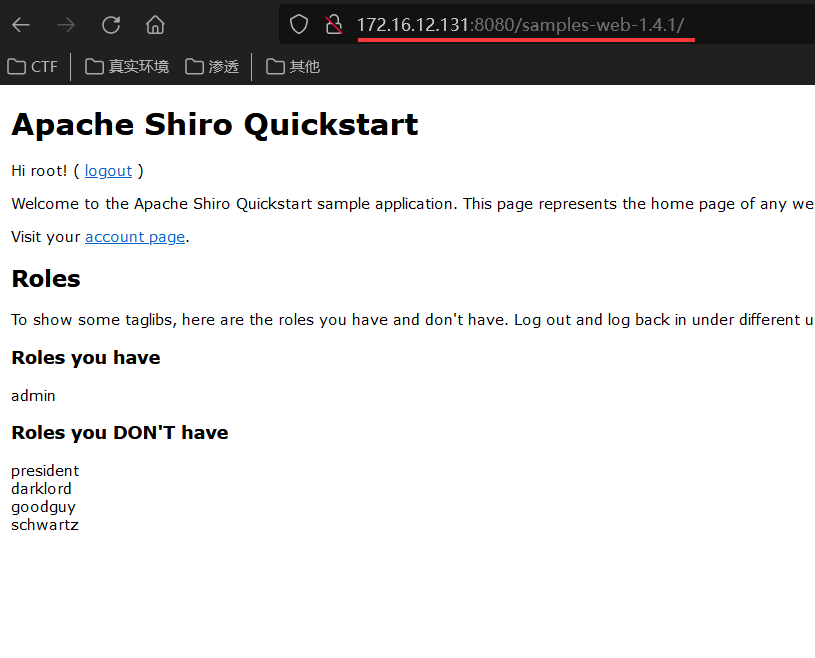 172.16.12.131:8080/samples-web-1.4.1/
CTF 真实环境 渗透 其他
Apache Shiro Quickstart
Hi root! ( logout )
Welcome to the Apache Shiro Quickstart sample application. This page represents the home page of any we
Visit your account page.
Roles
To show some taglibs, here are the roles you have and don't have. Log out and log back in under different u
Roles you have
admin
Roles you DON'T have
president
darklord
goodguy
schwartz